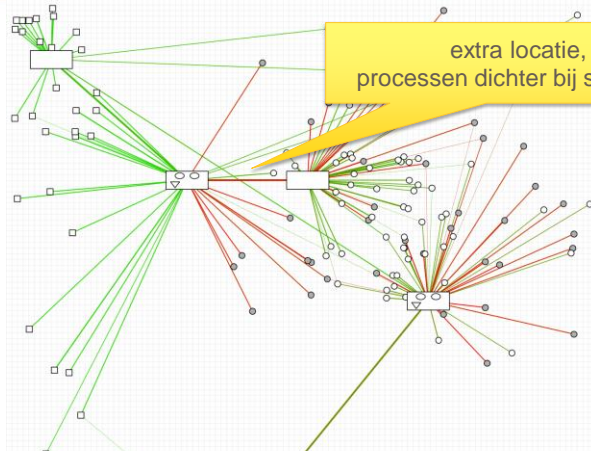 extra locatie,
processen dichter bij